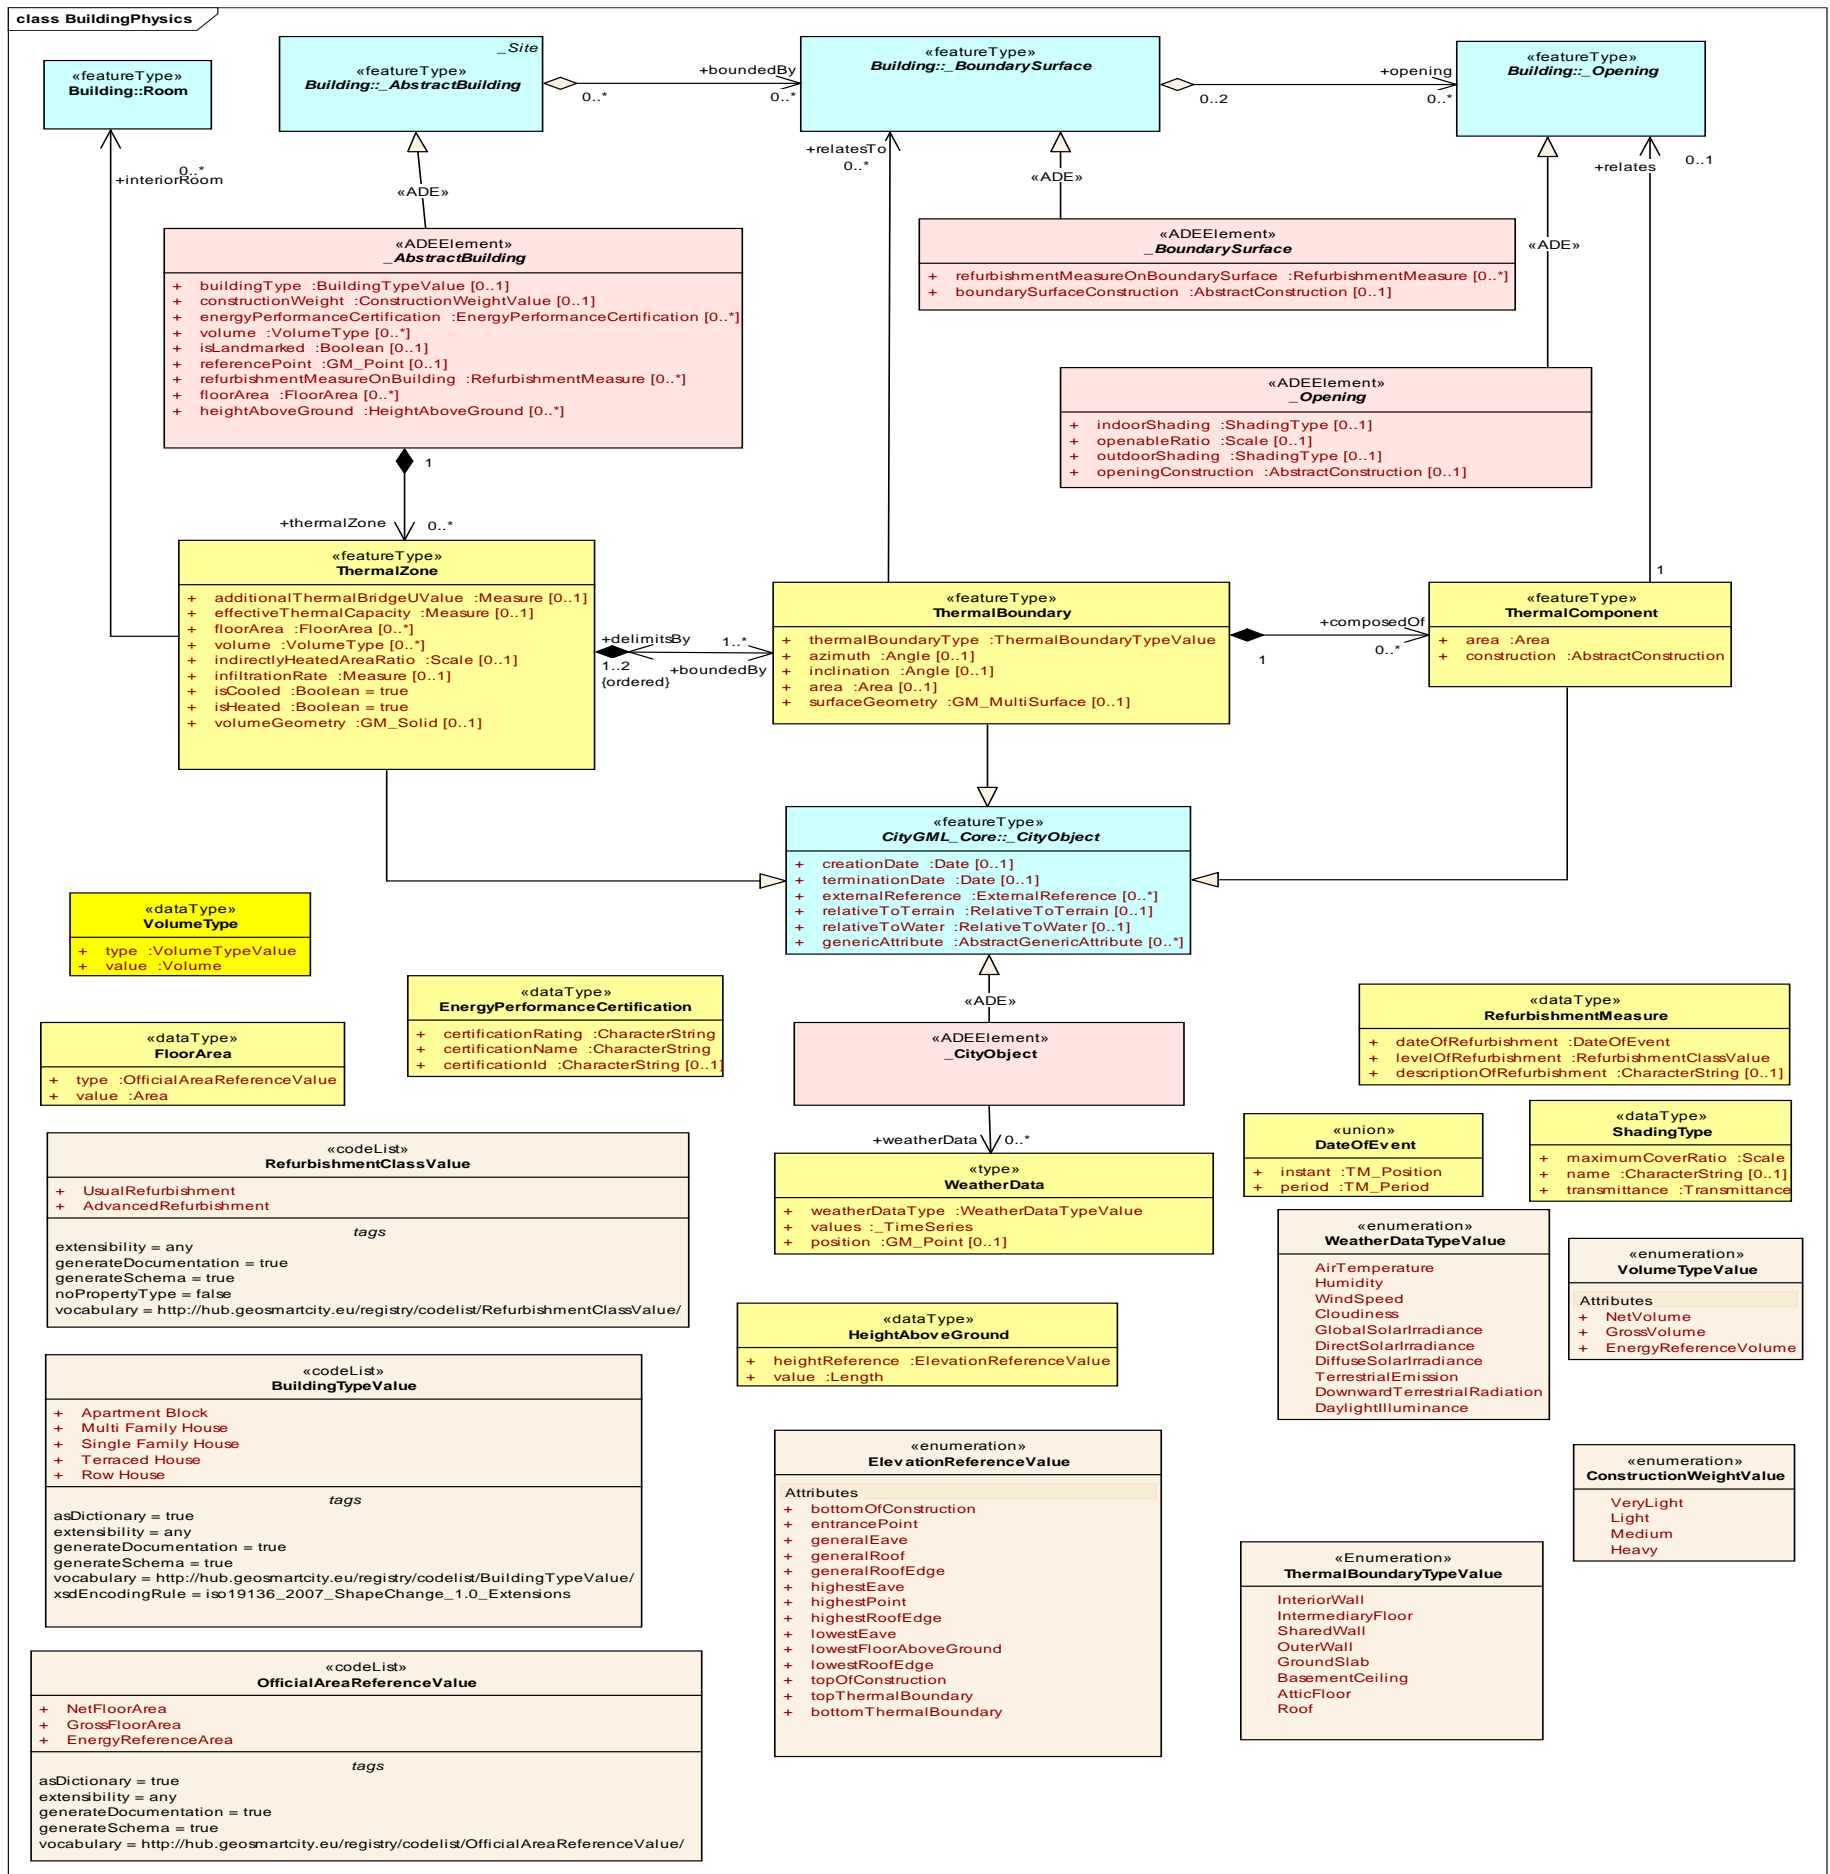 class BuildingPhysics
«featureType»
Building::Room
_Site
«featureType»
Building::_AbstractBuilding
0..*
+boundedBy
0..*
«featureType»
Building::_BoundarySurface
0..2
+opening
0..*
«featureType»
Building::_Opening
0..*
+interiorRoom
«ADE»
+relatesTo
0..*
«ADE»
+relates
0..1
«ADE»
«ADEElement»
_AbstractBuilding
+ buildingType :BuildingTypeValue [0..1]
+ constructionWeight :ConstructionWeightValue [0..1]
+ energyPerformanceCertification :EnergyPerformanceCertification [0..*]
+ volume :VolumeType [0..*]
+ isLandmarked :Boolean [0..1]
+ referencePoint :GM_Point [0..1]
+ refurbishmentMeasureOnBuilding :RefurbishmentMeasure [0..*]
+ floorArea :FloorArea [0..*]
+ heightAboveGround :HeightAboveGround [0..*]
«ADEElement»
_BoundarySurface
+ refurbishmentMeasureOnBoundarySurface :RefurbishmentMeasure [0..*]
+ boundarySurfaceConstruction :AbstractConstruction [0..1]
«ADEElement»
_Opening
+ indoorShading :ShadingType [0..1]
+ openableRatio :Scale [0..1]
+ outdoorShading :ShadingType [0..1]
+ openingConstruction :AbstractConstruction [0..1]
1
+thermalZone
0..*
«featureType»
ThermalZone
+ additionalThermalBridgeUValue :Measure [0..1]
+ effectiveThermalCapacity :Measure [0..1]
+ floorArea :FloorArea [0..*]
+ volume :VolumeType [0..*]
+ indirectlyHeatedAreaRatio :Scale [0..1]
+ infiltrationRate :Measure [0..1]
+ isCooled :Boolean = true
+ isHeated :Boolean = true
+ volumeGeometry :GM_Solid [0..1]
+delimitsBy
1..*
1..2
+boundedBy
{ordered}
«featureType»
ThermalBoundary
+ thermalBoundaryType :ThermalBoundaryTypeValue
+ azimuth :Angle [0..1]
+ inclination :Angle [0..1]
+ area :Area [0..1]
+ surfaceGeometry :GM_MultiSurface [0..1]
1
+composedOf
0..*
1
«featureType»
ThermalComponent
+ area :Area
+ construction :AbstractConstruction
«featureType»
CityGML_Core::_CityObject
+ creationDate :Date [0..1]
+ terminationDate :Date [0..1]
+ externalReference :ExternalReference [0..*]
+ relativeToTerrain :RelativeToTerrain [0..1]
+ relativeToWater :RelativeToWater [0..1]
+ genericAttribute :AbstractGenericAttribute [0..*]
«dataType»
VolumeType
+ type :VolumeTypeValue
+ value :Volume
«dataType»
EnergyPerformanceCertification
+ certificationRating :CharacterString
+ certificationName :CharacterString
+ certificationId :CharacterString [0..1]
«ADE»
«ADEElement»
_CityObject
«dataType»
RefurbishmentMeasure
+ dateOfRefurbishment :DateOfEvent
+ levelOfRefurbishment :RefurbishmentClassValue
+ descriptionOfRefurbishment :CharacterString [0..1]
«dataType»
FloorArea
+ type :OfficialAreaReferenceValue
+ value :Area
+weatherData
0..*
«type»
WeatherData
+ weatherDataType :WeatherDataTypeValue
+ values :_TimeSeries
+ position :GM_Point [0..1]
«union»
DateOfEvent
+ instant :TM_Position
+ period :TM_Period
«dataType»
ShadingType
+ maximumCoverRatio :Scale
+ name :CharacterString [0..1]
+ transmittance :Transmittance
«codeList»
RefurbishmentClassValue
+ UsualRefurbishment
+ AdvancedRefurbishment
tags
extensibility = any
generateDocumentation = true
generateSchema = true
noPropertyType = false
vocabulary = http://hub.geosmartcity.eu/registry/codelist/RefurbishmentClassValue/
«enumeration»
WeatherDataTypeValue
AirTemperature
Humidity
WindSpeed
Cloudiness
GlobalSolarIrradiance
DirectSolarIrradiance
DiffuseSolarIrradiance
TerrestrialEmission
DownwardTerrestrialRadiation
DaylightIlluminance
«enumeration»
VolumeTypeValue
Attributes
+ NetVolume
+ GrossVolume
+ EnergyReferenceVolume
«dataType»
HeightAboveGround
+ heightReference :ElevationReferenceValue
+ value :Length
«codeList»
BuildingTypeValue
+ Apartment Block
+ Multi Family House
+ Single Family House
+ Terraced House
+ Row House
tags
asDictionary = true
extensibility = any
generateDocumentation = true
generateSchema = true
vocabulary = http://hub.geosmartcity.eu/registry/codelist/BuildingTypeValue/
xsdEncodingRule = iso19136_2007_ShapeChange_1.0_Extensions
«enumeration»
ElevationReferenceValue
Attributes
+ bottomOfConstruction
+ entrancePoint
+ generalEave
+ generalRoof
+ generalRoofEdge
+ highestEave
+ highestPoint
+ highestRoofEdge
+ lowestEave
+ lowestFloorAboveGround
+ lowestRoofEdge
+ topOfConstruction
+ topThermalBoundary
+ bottomThermalBoundary
«enumeration»
ConstructionWeightValue
VeryLight
Light
Medium
Heavy
«Enumeration»
ThermalBoundaryTypeValue
InteriorWall
IntermediaryFloor
SharedWall
OuterWall
GroundSlab
BasementCeiling
AtticFloor
Roof
«codeList»
OfficialAreaReferenceValue
+ NetFloorArea
+ GrossFloorArea
+ EnergyReferenceArea
tags
asDictionary = true
extensibility = any
generateDocumentation = true
generateSchema = true
vocabulary = http://hub.geosmartcity.eu/registry/codelist/OfficialAreaReferenceValue/